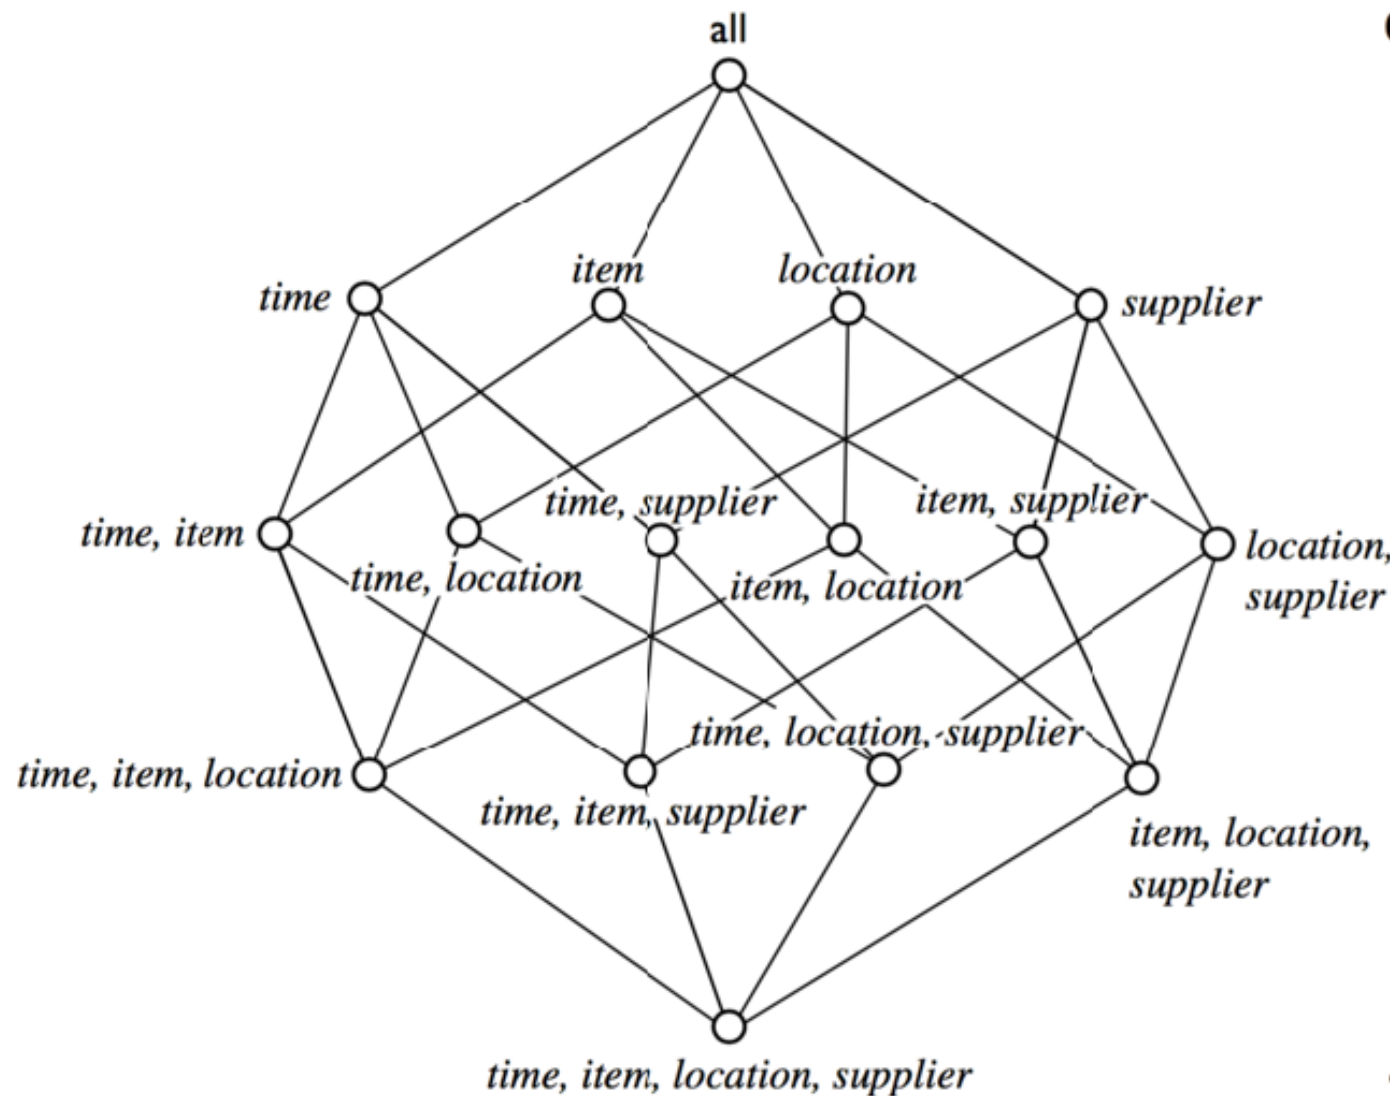 all
time
item
location
supplier
time, item
time, location
time, supplier
item, location
item, supplier
location,
supplier
time, item, location
time, item, supplier
time, location, supplier
item, location,
supplier
time, item, location, supplier